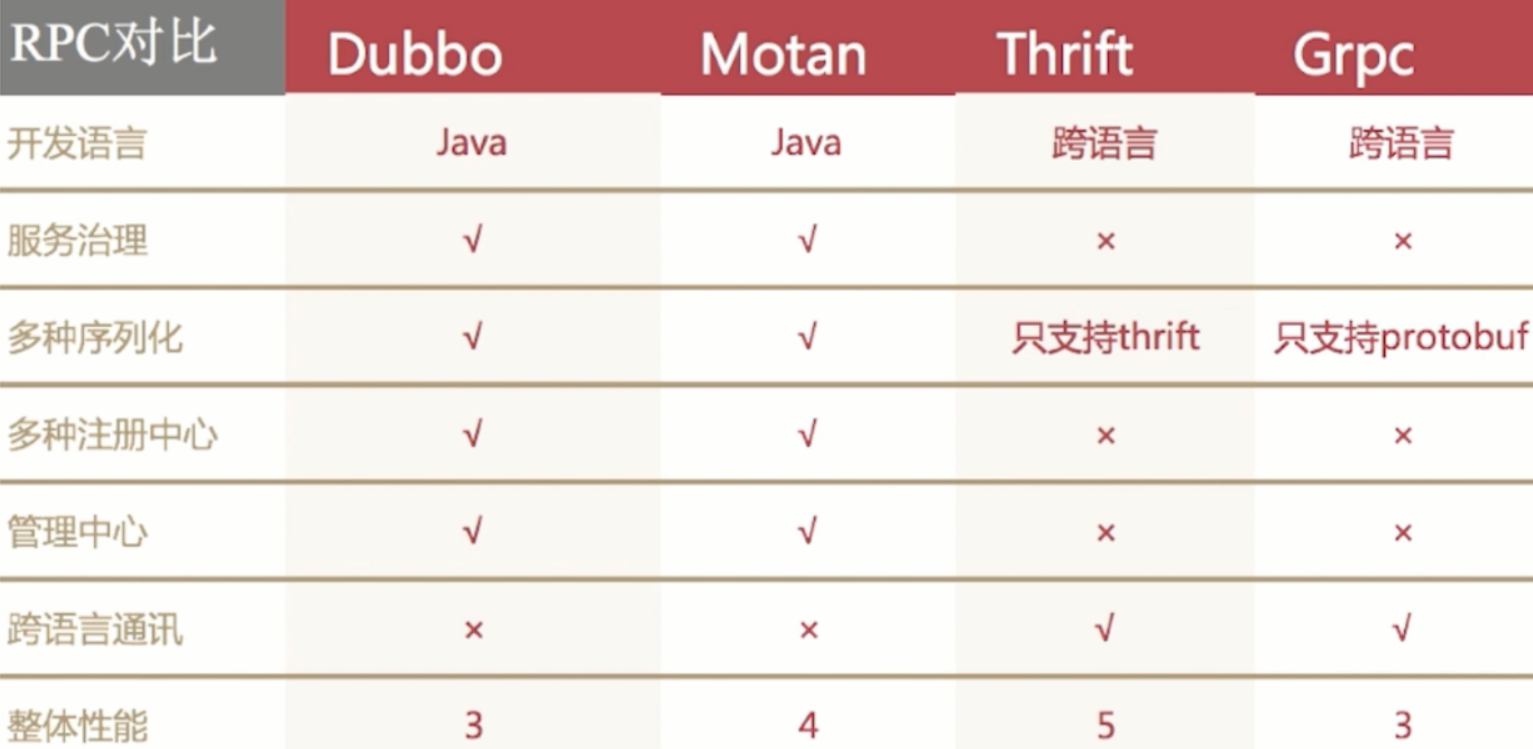 RPC对比 Dubbo Motan Thrift Grpc
开发语言 Java Java 跨语言 跨语言
服务治理 √ √ × ×
多种序列化 √ √ 只支持thrift 只支持protobuf
多种注册中心 √ √ × ×
管理中心 √ √ × ×
跨语言通讯 × × √ √
整体性能 3 4 5 3